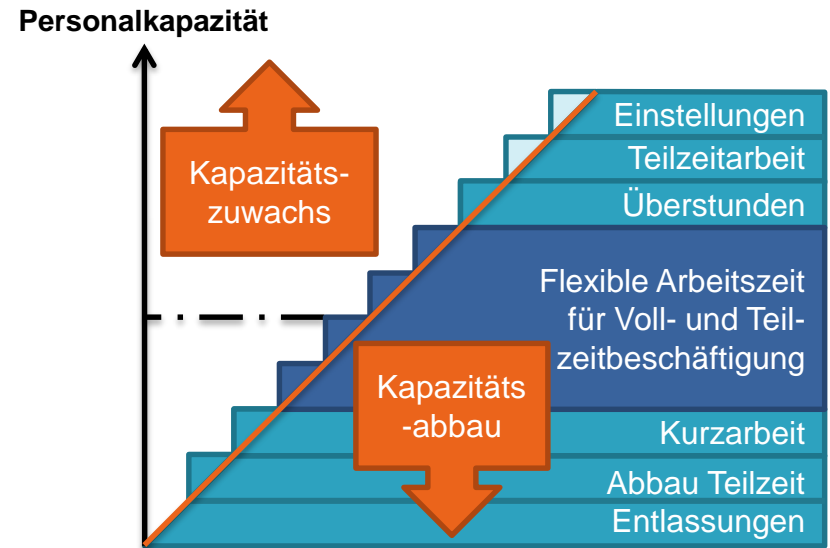 Personalkapazität
Kapazitäts-
zuwachs
Einstellungen
Teilzeitarbeit
Überstunden
Flexible Arbeitszeit
für Voll- und Teil-
zeitbeschäftigung
Kapazitäts
-abbau
Kurzarbeit
Abbau Teilzeit
Entlassungen